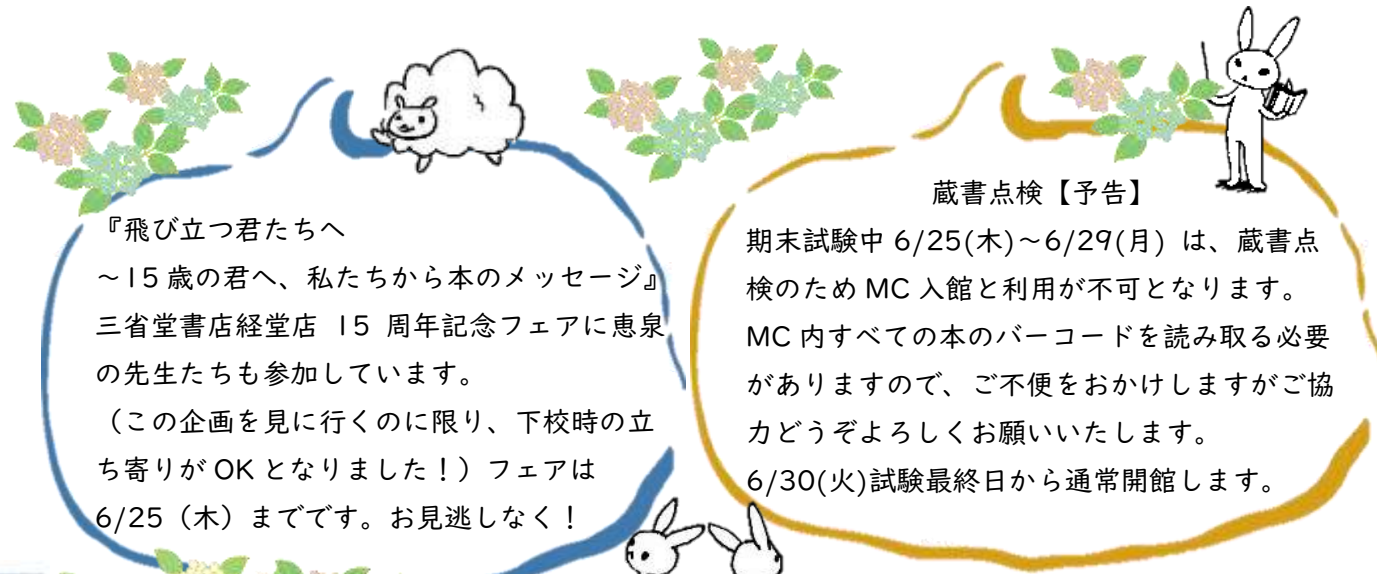 『飛び立つ君たちへ
～15歳の君へ、私たちから本のメッセージ』
三省堂書店経堂店 15 周年記念フェアに恵泉
の先生たちも参加しています。
（この企画を見に行くのに限り、下校時の立
ち寄りが OK となりました！）フェアは
6/25（木）までです。お見逃しなく！
蔵書点検【予告】
期末試験中 6/25(木)～6/29(月) は、蔵書点
検のため MC 入館と利用が不可となります。
MC 内すべての本のバーコードを読み取る必要
がありますので、ご不便をおかけしますがご協
力どうぞよろしくお願いいたします。
6/30(火)試験最終日から通常開館します。